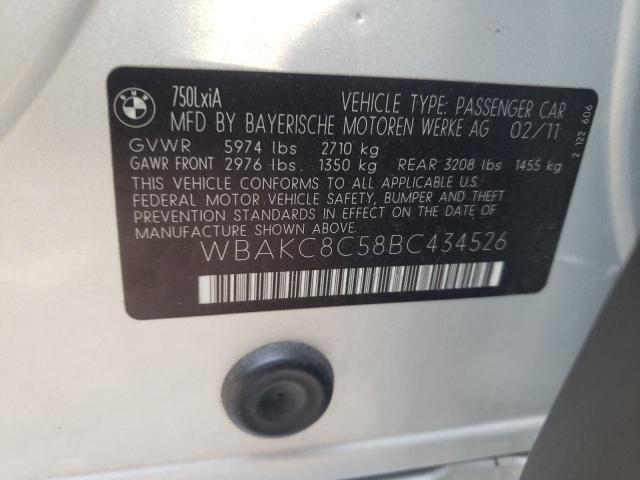 BMW
750LxiA
VEHICLE TYPE: PASSENGER CAR
MFD BY BAYERISCHE MOTOREN WERKE AG 02/11
GVWR 5974 lbs 2710 kg
GAWR FRONT 2976 lbs. 1350 kg REAR 3208 lbs 1455 kg
THIS VEHICLE CONFORMS TO ALL APPLICABLE U.S.
FEDERAL MOTOR VEHICLE SAFETY, BUMPER AND THEFT
PREVENTION STANDARDS IN EFFECT ON THE DATE OF
MANUFACTURE SHOWN ABOVE.
WBAKC8C58BC434526
2 122 606